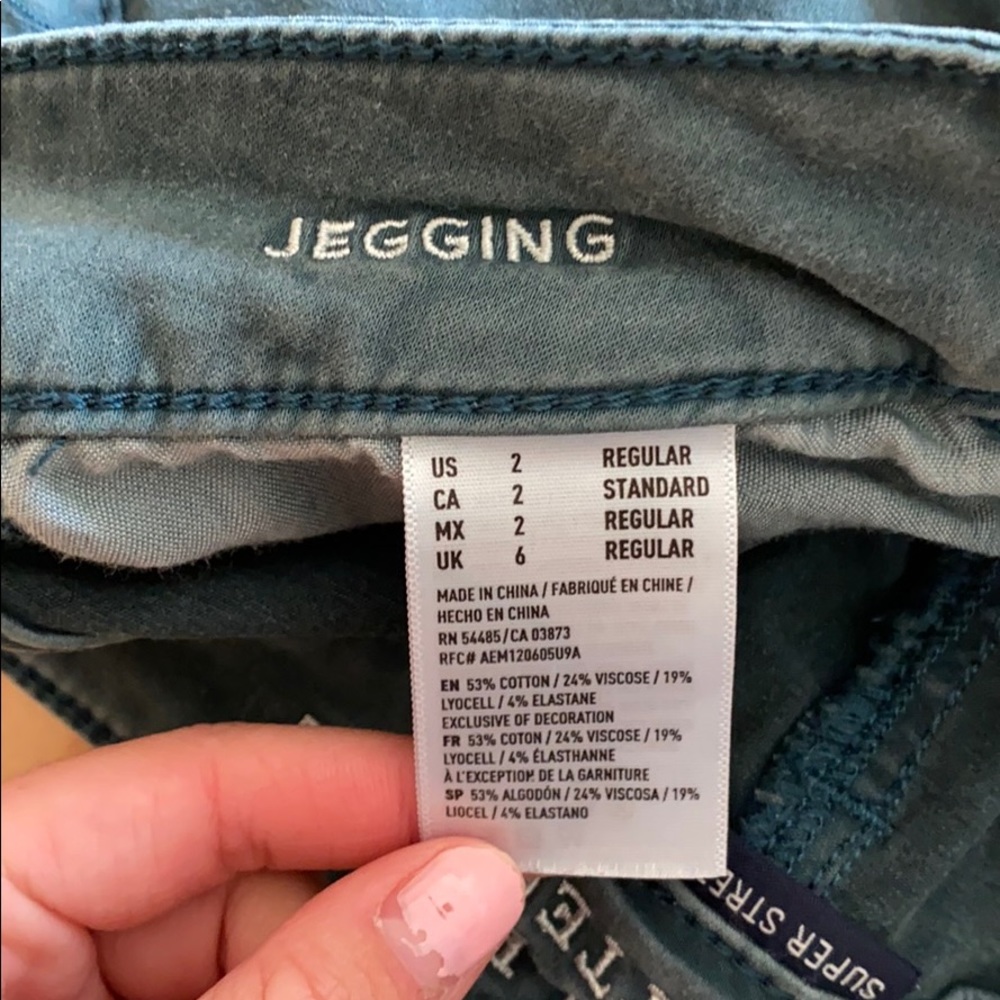 JEGGING
US 2 REGULAR
CA 2 STANDARD
MX 2 REGULAR
UK 6 REGULAR
MADE IN CHINA / FABRIQUÉ EN CHINE /
HECHO EN CHINA
RN 54485/CA 03873
RFC# AEM120605U9A
EN 53% COTTON / 24% VISCOSE / 19%
LYOCELL / 4% ELASTANE
EXCLUSIVE OF DECORATION
FR 53% COTON / 24% VISCOSE / 19%
LYOCELL / 4% ÉLASTHANNE
À L'EXCEPTION DE LA GARNITURE
SP 53% ALGODÓN / 24% VISCOSA / 19%
LIOCEL / 4% ELASTANO
SUPER STRE